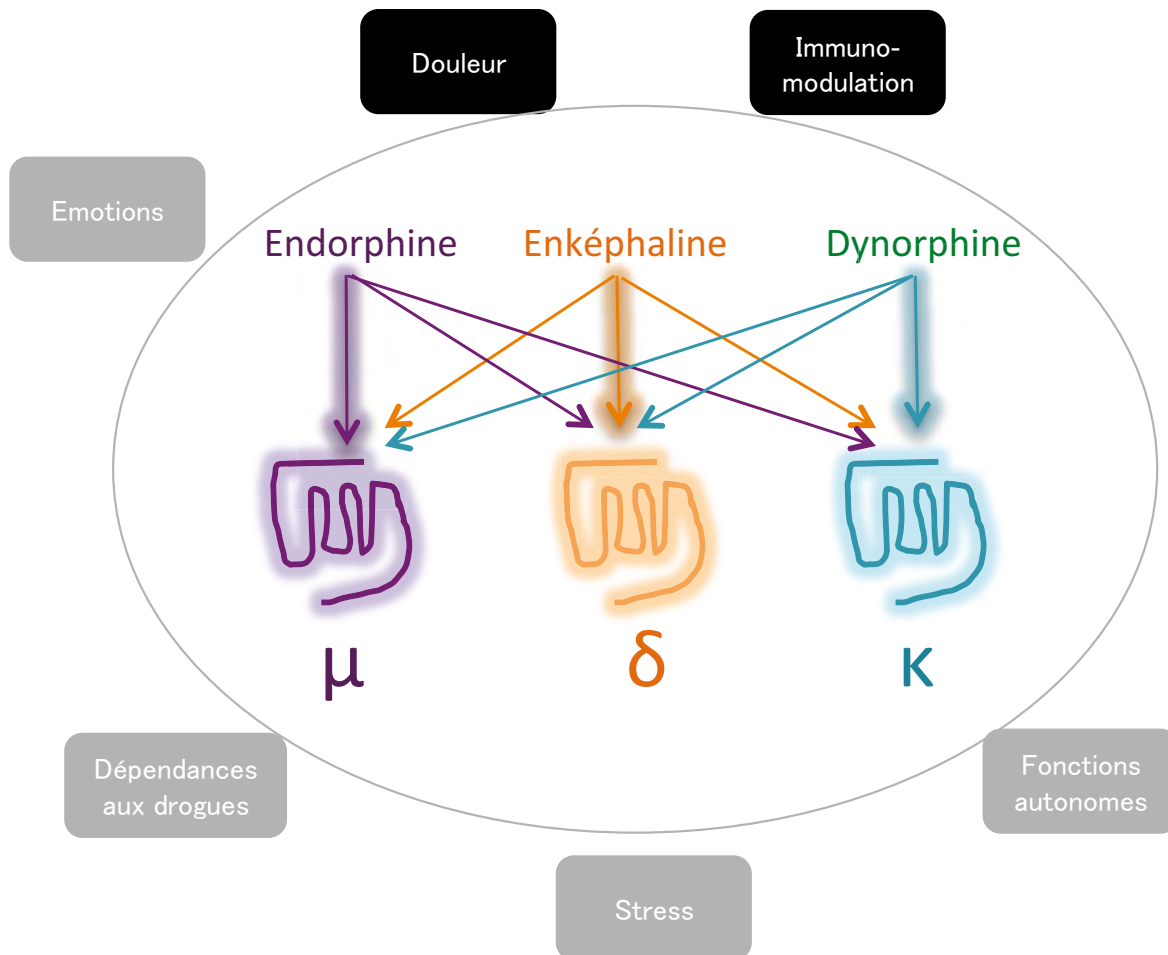 Douleur
Immuno-
modulation
Emotions
Endorphine
Enképhaline
Dynorphine
μ
δ
κ
Dépendances
aux drogues
Fonctions
autonomes
Stress